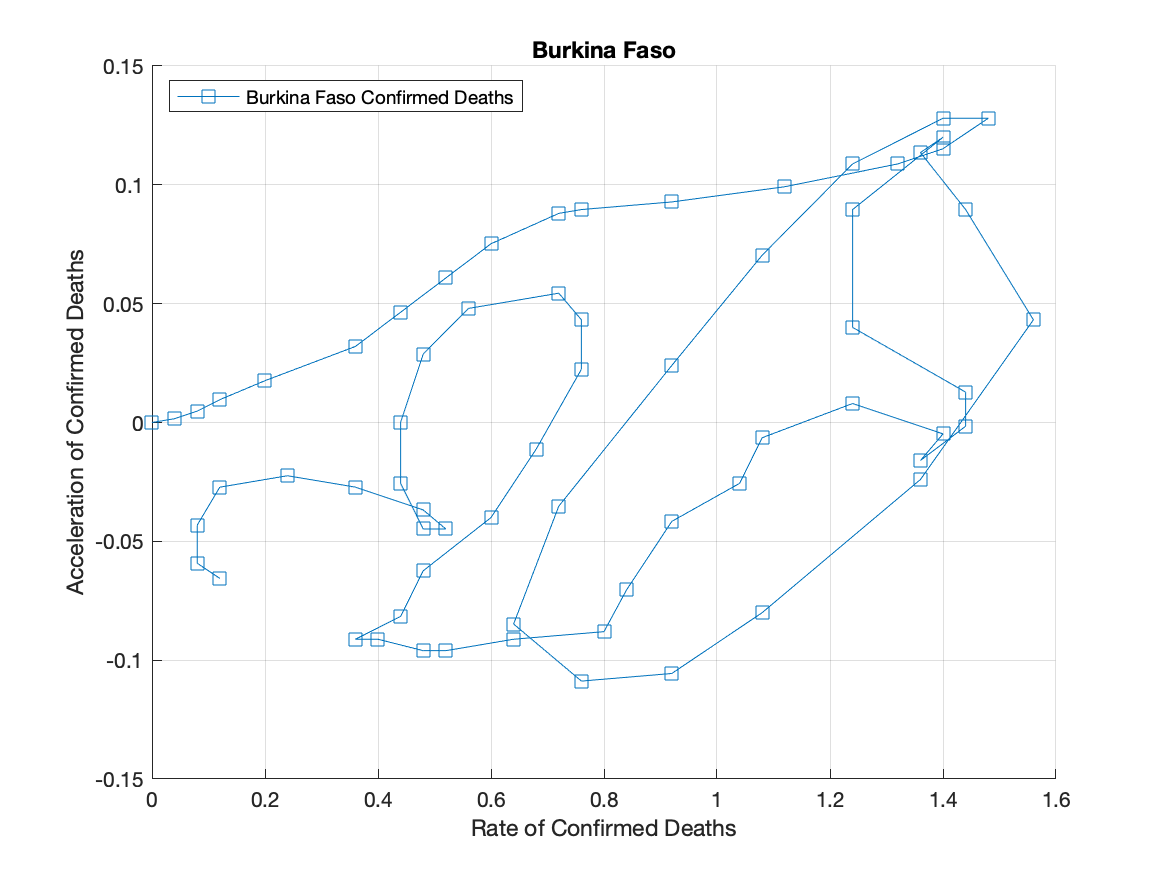 Burkina Faso
0.15
Burkina Faso Confirmed Deaths
0.1
0.05
0
-0.05
-0.1
-0.15
Acceleration of Confirmed Deaths
0 0.2 0.4 0.6 0.8 1 1.2 1.4 1.6
Rate of Confirmed Deaths